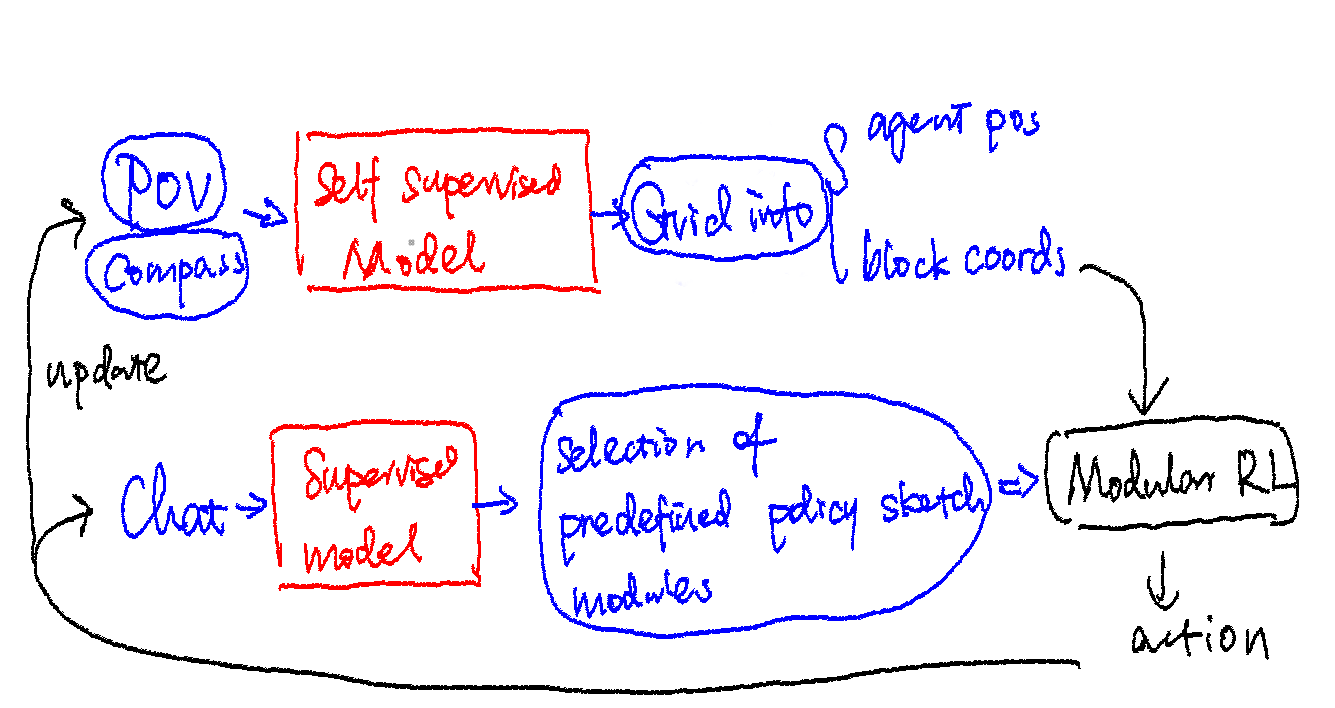 agent pos
POV
Self Supervised
Model
Grid info
Compass
block coords
update
Chat
Supervised
model
selection of
predefined policy sketch
modules
Modular RL
action